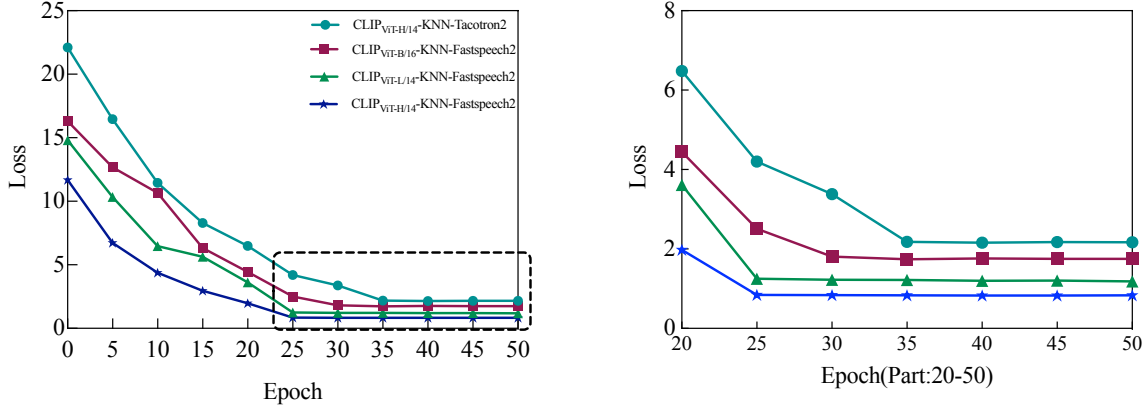 25
20
15
10
5
0
Loss
CLIPViT-H/14-KNN-Tacotron2
CLIPViT-B/16-KNN-Fastspeech2
CLIPViT-L/14-KNN-Fastspeech2
CLIPViT-H/14-KNN-Fastspeech2
0 5 10 15 20 25 30 35 40 45 50
Epoch
8
6
4
2
0
Loss
20 25 30 35 40 45 50
Epoch(Part:20-50)